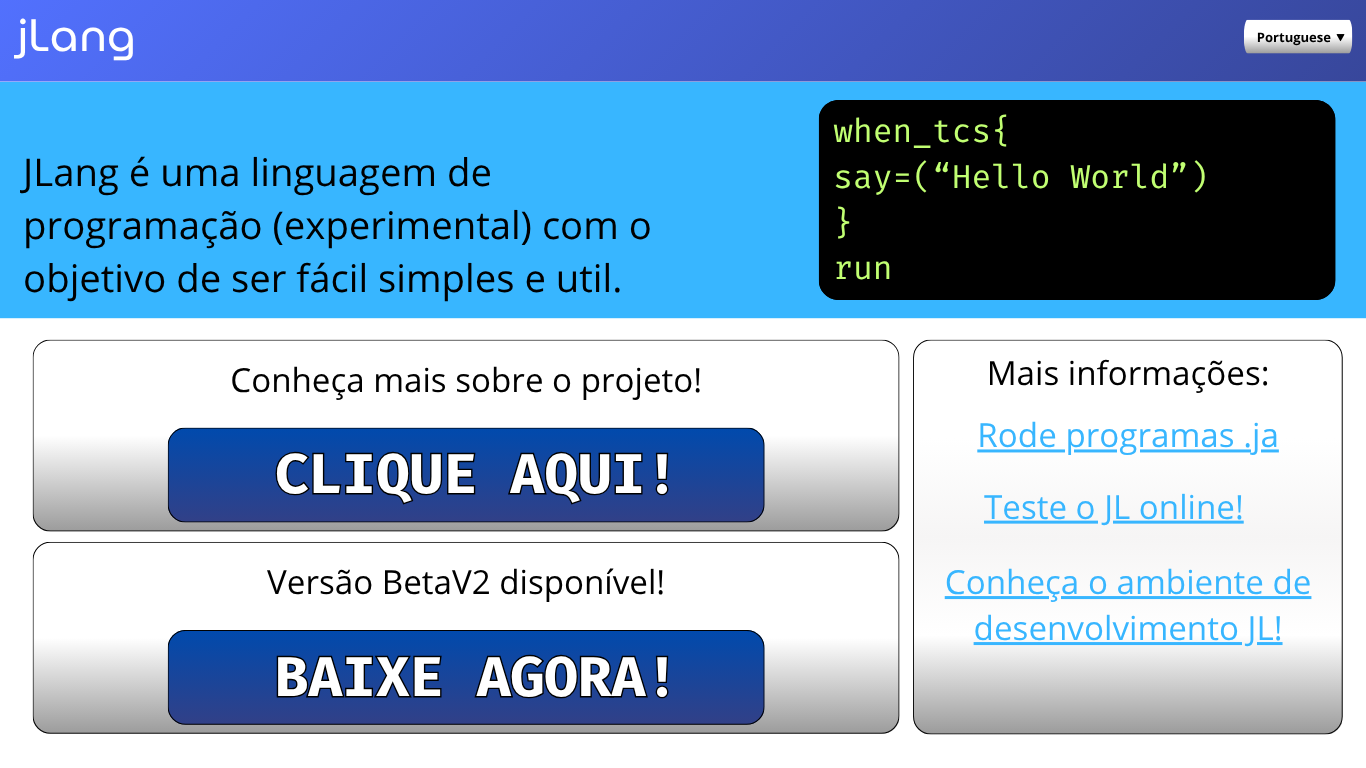 jLang
Portuguese ▼
JLang é uma linguagem de
programação (experimental) com o
objetivo de ser fácil simples e util.
when_tcs{
say=(“Hello World”)
}
run
Conheça mais sobre o projeto!
CLIQUE AQUI!
Versão BetaV2 disponível!
BAIXE AGORA!
Mais informações:
Rode programas .ja
Teste o JL online!
Conheça o ambiente de
desenvolvimento JL!